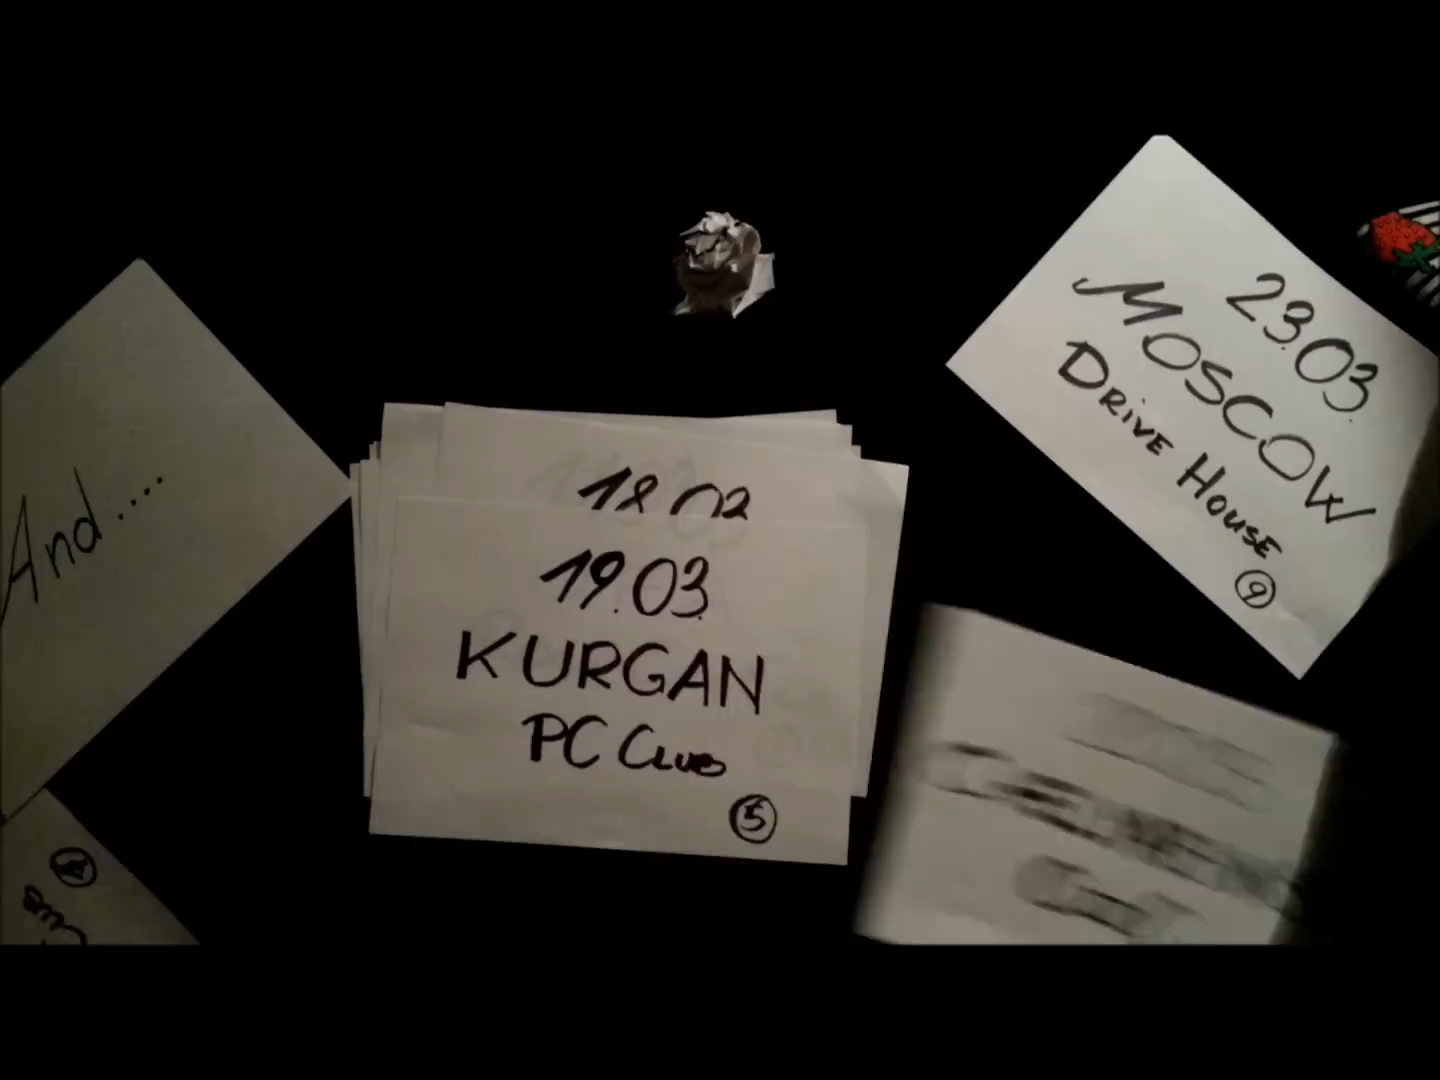 And....
18.03
19.03.
KURGAN
PC CLUB
5
23.03.
MOSCOW
DRIVE HOUSE
9